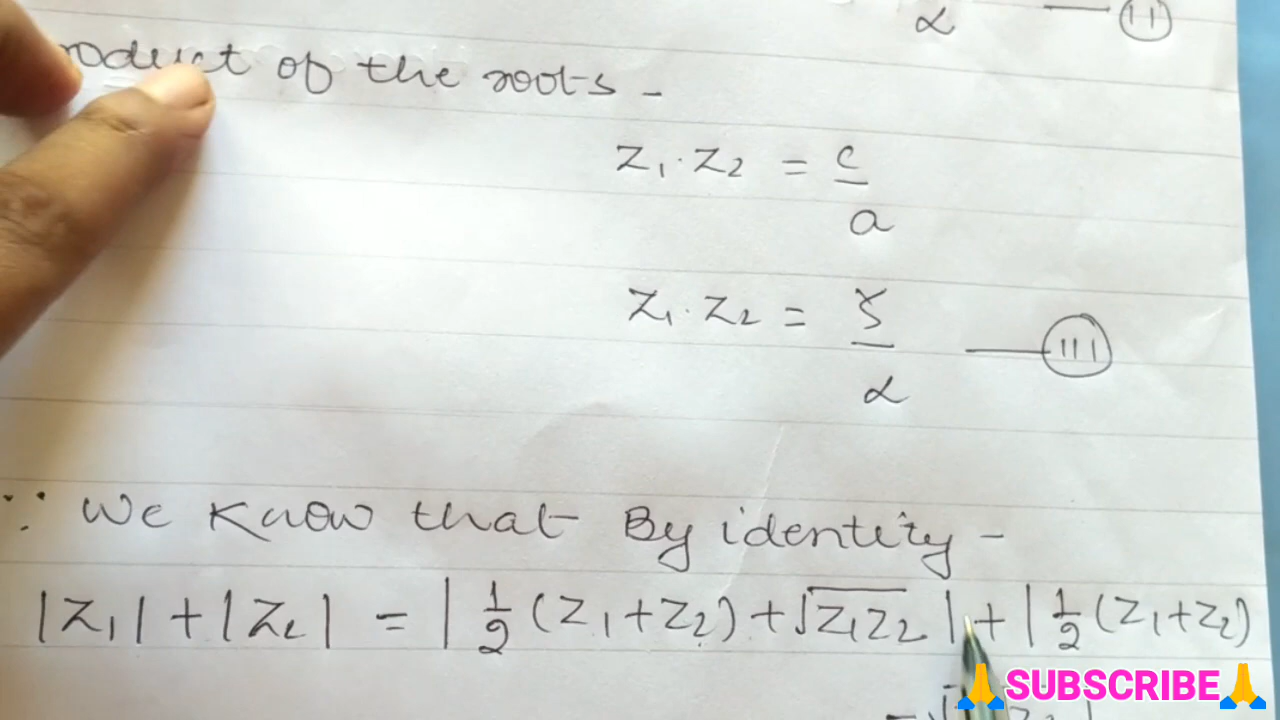 α — (II)
roduct of the roots -
Z₁ . Z₂ = c/a
Z₁ . Z₂ = ϛ/α — (III)
∵ We Know that By identity -
|Z₁| + |Z₂| = |½ (Z₁+Z₂) + √Z₁Z₂ | + |½ (Z₁+Z₂)
🙏SUBSCRIBE🙏